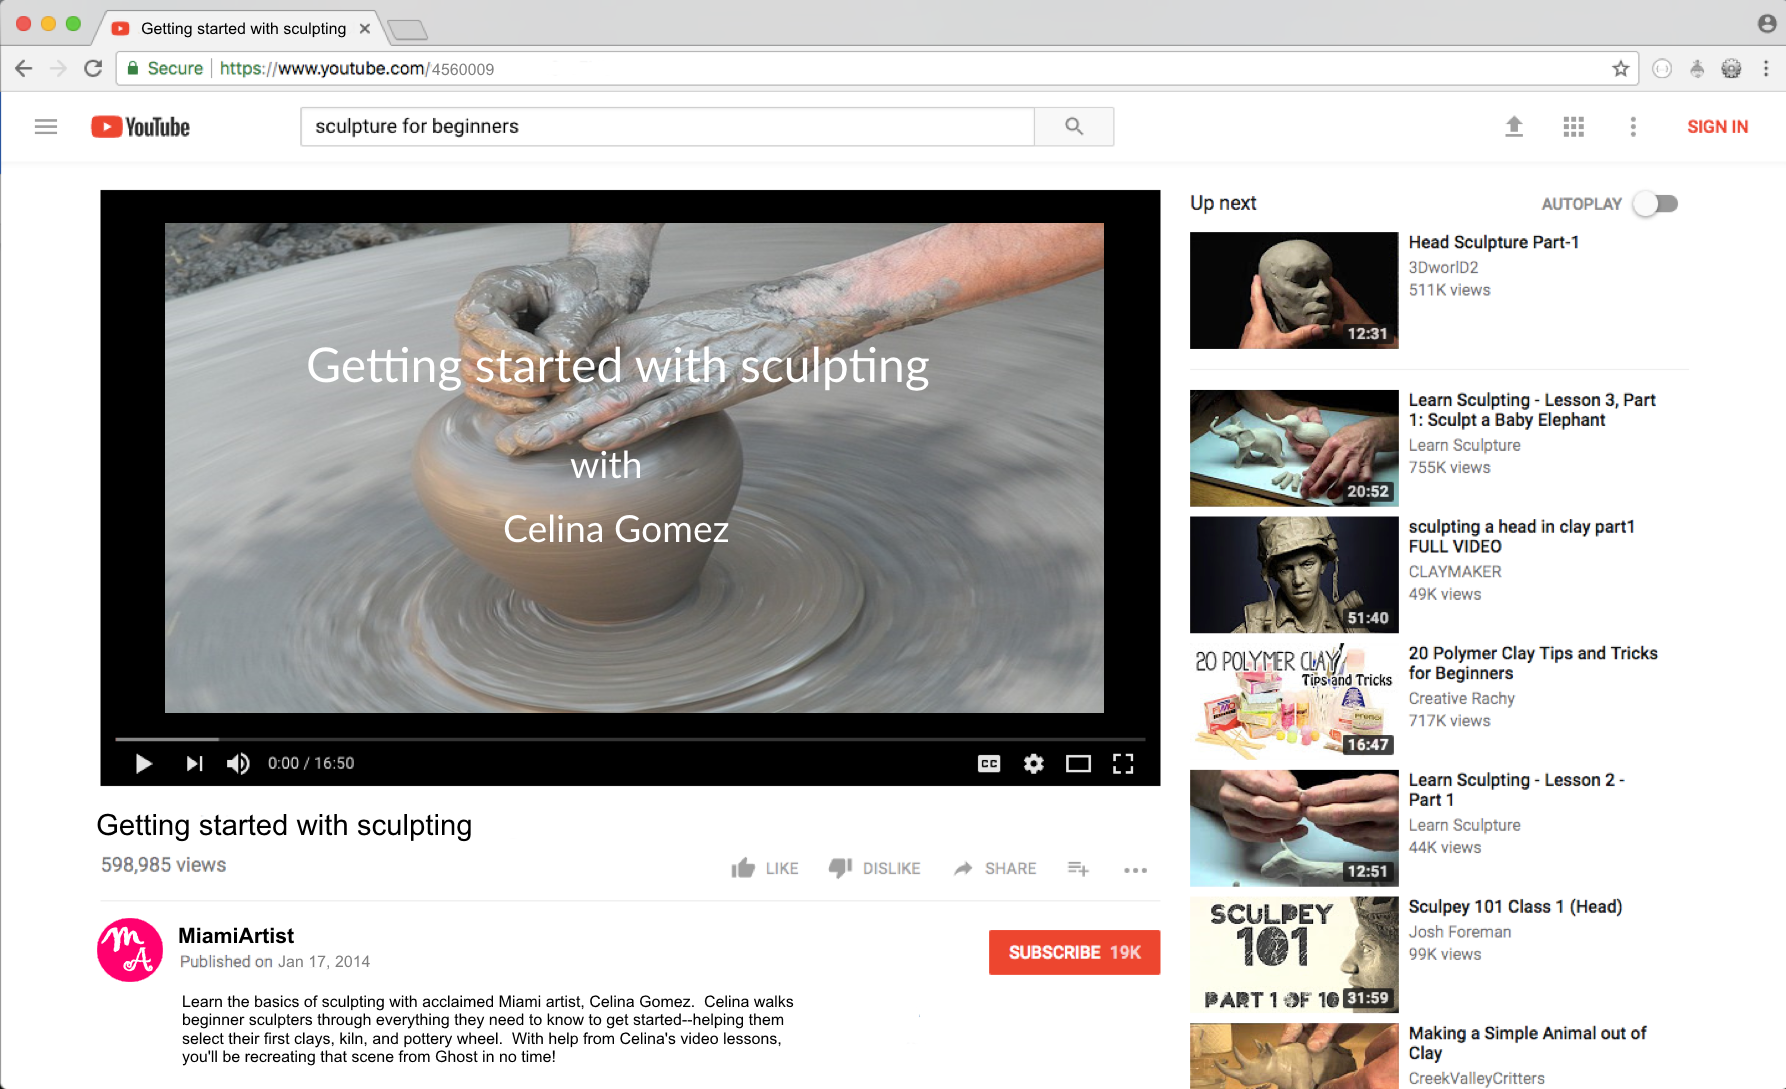 Getting started with sculpting
Secure
https://www.youtube.com/4560009
YouTube
sculpture for beginners
SIGN IN
Getting started with sculpting
with
Celina Gomez
0:00 / 16:50
CC
Getting started with sculpting
598,985 views
LIKE
DISLIKE
SHARE
MA
MiamiArtist
Published on Jan 17, 2014
SUBSCRIBE 19K
Learn the basics of sculpting with acclaimed Miami artist, Celina Gomez. Celina walks
beginner sculpters through everything they need to know to get started--helping them
select their first clays, kiln, and pottery wheel. With help from Celina's video lessons,
you'll be recreating that scene from Ghost in no time!
Up next
AUTOPLAY
12:31
Head Sculpture Part-1
3DworlD2
511K views
20:52
Learn Sculpting - Lesson 3, Part
1: Sculpt a Baby Elephant
Learn Sculpture
755K views
51:40
sculpting a head in clay part1
FULL VIDEO
CLAYMAKER
49K views
20 POLYMER CLAY
Tips and Tricks
16:47
20 Polymer Clay Tips and Tricks
for Beginners
Creative Rachy
717K views
12:51
Learn Sculpting - Lesson 2 -
Part 1
Learn Sculpture
44K views
SCULPEY
101
PART 1 OF 10
31:59
Sculpey 101 Class 1 (Head)
Josh Foreman
99K views
Making a Simple Animal out of
Clay
CreekValleyCritters